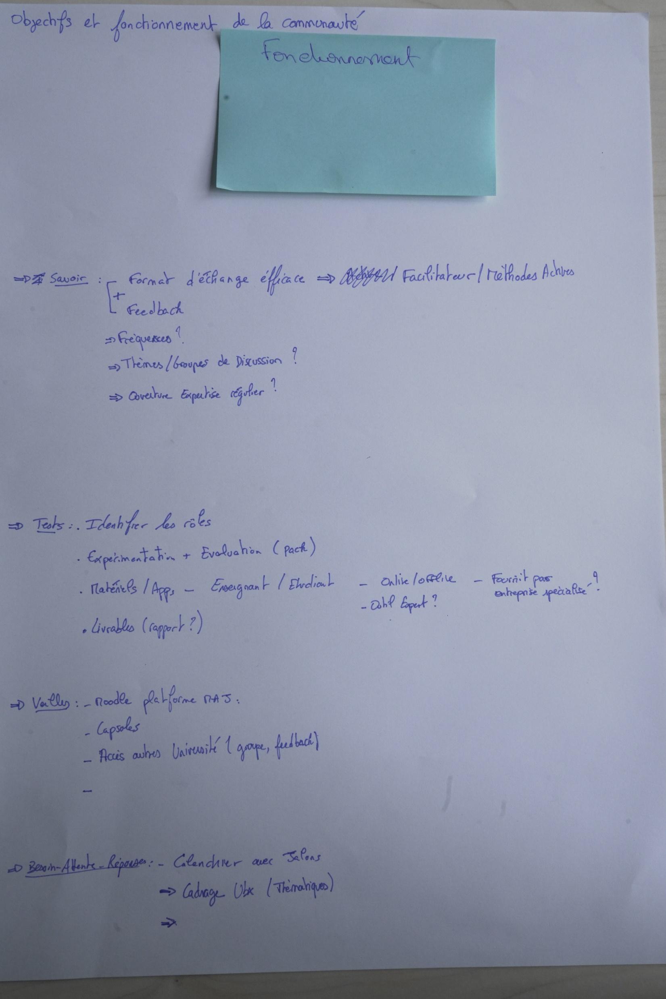 Objectifs et fonctionnement de la communauté
Fonctionnement
=> Savoir : - Format d'échange éfficace => / Facilitateur / Méthodes Actives
+
- Feedback
=> Fréquences ?
=> Thèmes / Groupes de Discussion ?
=> Ouverture Expertise régulier ?
=> Tests : . Identifier les rôles
. Expérimentation + Evaluation (pack)
. Matériels / Apps - Enseignant / Etudiant - Online/offline - Fournit par
entreprise spécialisé ?
- Outil Expert ?
. Livrables (rapport ?)
=> Veilles : - Moodle platforme MAJ :
- Capsules
- Accès autres Université ( groupe, feedback)
-
=> Besoin-Attente-Réponses : - Calendrier avec Jalons
=> Cadrage Ubx (Thématiques)
=>